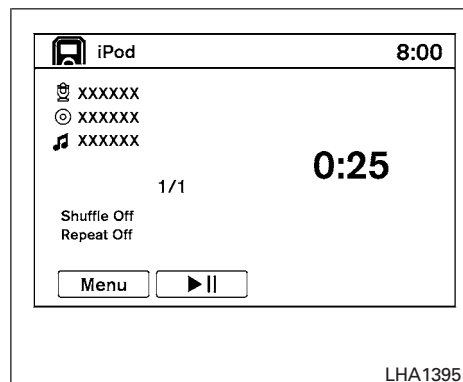 iPod 8:00
XXXXXX
XXXXXX
XXXXXX
0:25
1/1
Shuffle Off
Repeat Off
Menu
LHA1395